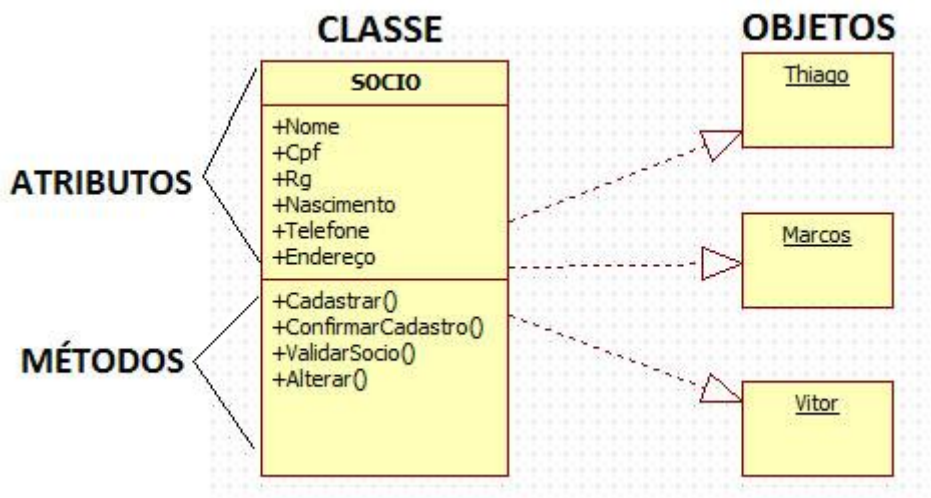 CLASSE
OBJETOS
ATRIBUTOS
SOCIO
+Nome
+Cpf
+Rg
+Nascimento
+Telefone
+Endereço
MÉTODOS
+Cadastrar()
+ConfirmarCadastro()
+ValidarSocio()
+Alterar()
Thiago
Marcos
Vitor